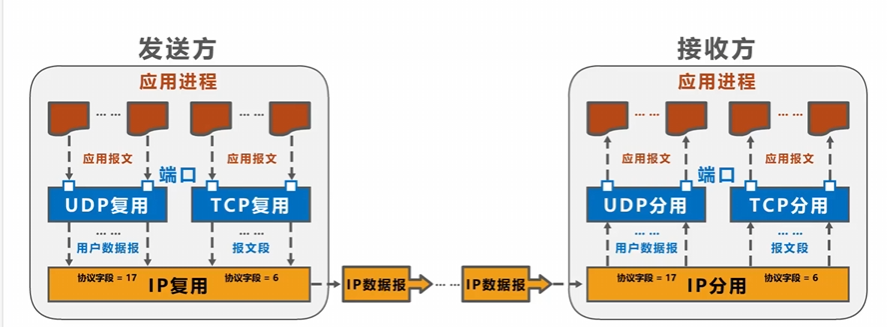 发送方
接收方
应用进程
应用进程
... ...
... ...
... ...
... ...
应用报文
应用报文
应用报文
应用报文
端口
端口
UDP复用
TCP复用
UDP分用
TCP分用
... ...
... ...
... ...
... ...
用户数据报
报文段
用户数据报
报文段
协议字段 = 17
IP复用
协议字段 = 6
IP数据报
... ...
IP数据报
协议字段 = 17
IP分用
协议字段 = 6